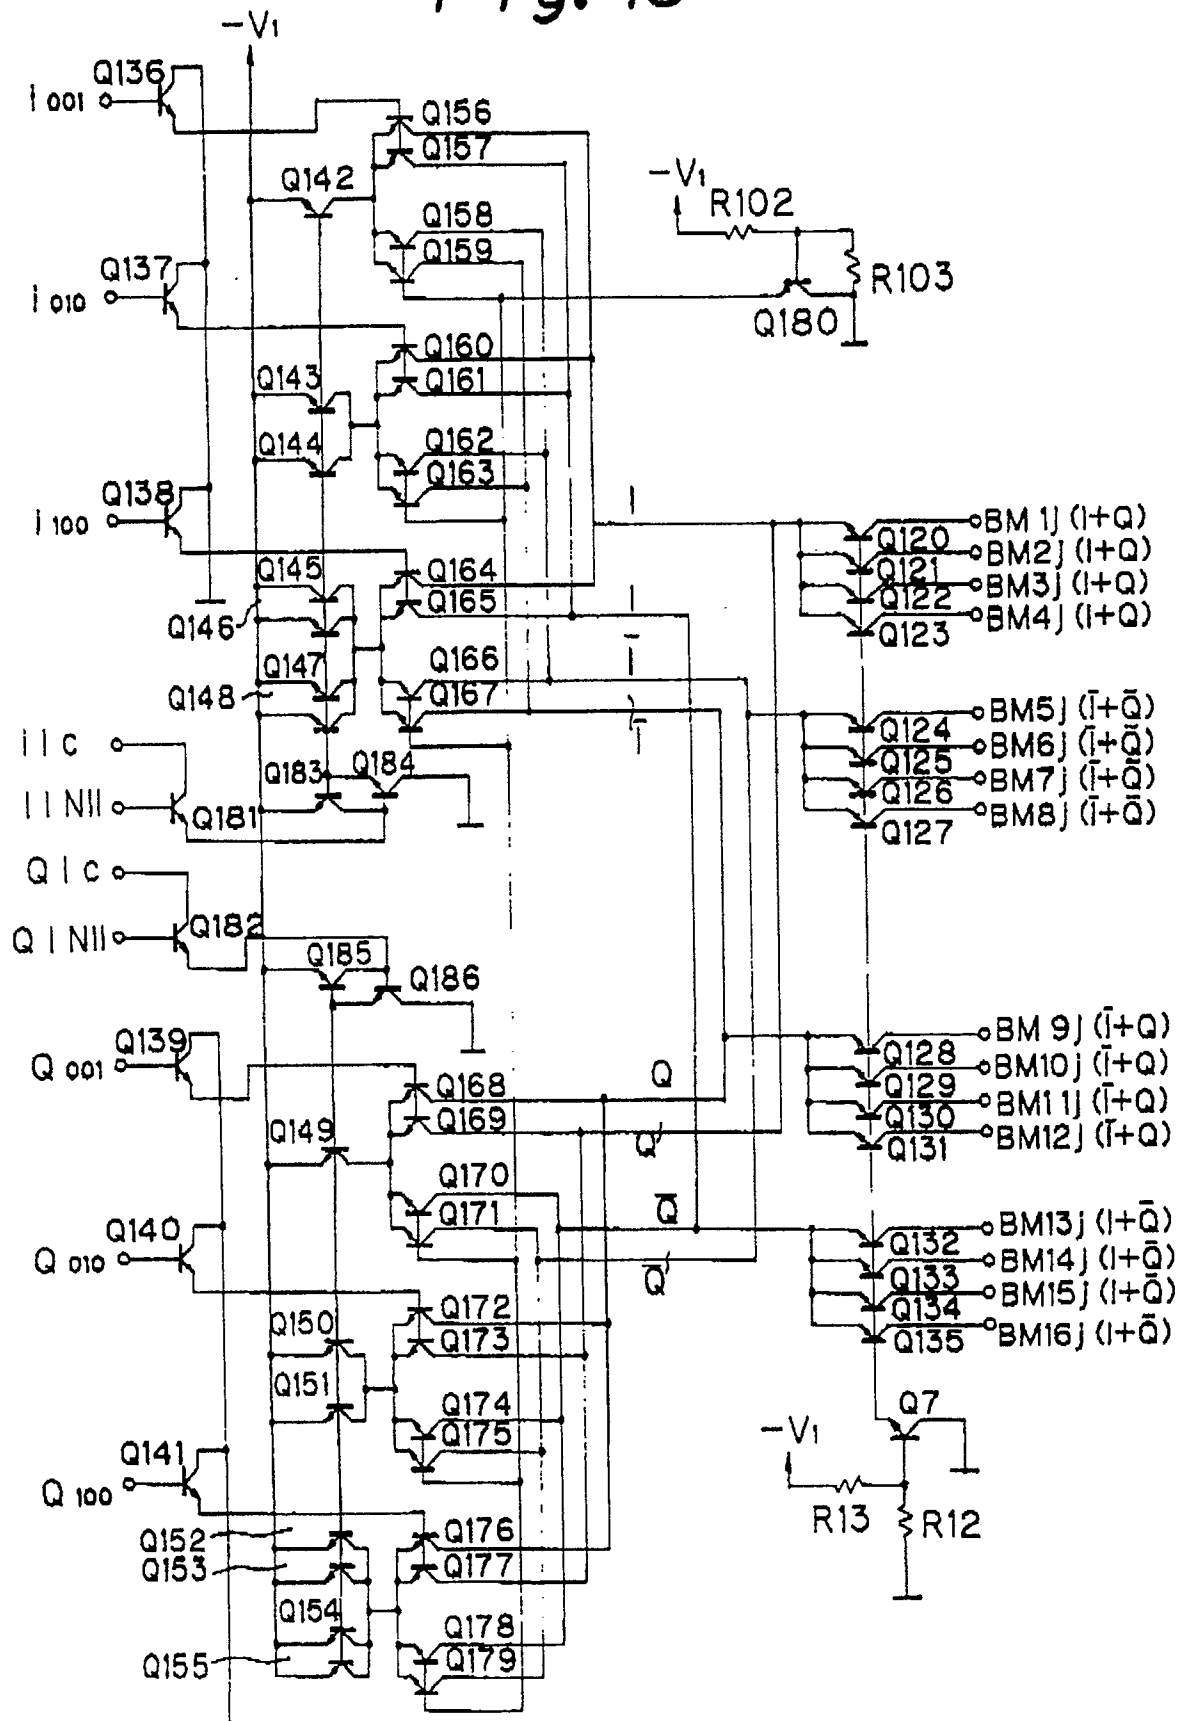 Fig. 13
-V1
Q136
i 001
Q156
Q157
Q142
-V1
R102
Q158
Q159
Q137
i 010
R103
Q180
Q160
Q161
Q143
Q162
Q144
Q163
Q138
i 100
I
BM 1j (I+Q)
Q120
BM2j (I+Q)
Q121
BM3j (I+Q)
Q122
BM4j (I+Q)
Q123
Q145
Q164
Q165
I
Q146
Ī
Q147
Q166
Q148
Q167
Ī
BM5j (Ī+Q̄)
Q124
BM6j (Ī+Q̄)
Q125
BM7j (Ī+Q̄)
Q126
BM8j (Ī+Q̄)
Q127
i I C
Q183
Q184
I INII
Q181
Q I C
Q182
Q INII
Q185
Q186
Q139
Q 001
Q168
Q
Q169
Q'
Q149
BM 9j (Ī+Q)
Q128
BM10j (Ī+Q)
Q129
BM11j (Ī+Q)
Q130
BM12j (Ī+Q)
Q131
Q170
Q171
Q̄
Q̄'
Q140
Q 010
BM13j (I+Q̄)
Q132
BM14j (I+Q̄)
Q133
BM15j (I+Q̄)
Q134
BM16j (I+Q̄)
Q135
Q172
Q150
Q173
Q151
Q174
Q175
Q7
-V1
Q141
Q 100
R13
R12
Q152
Q176
Q153
Q177
Q154
Q178
Q155
Q179